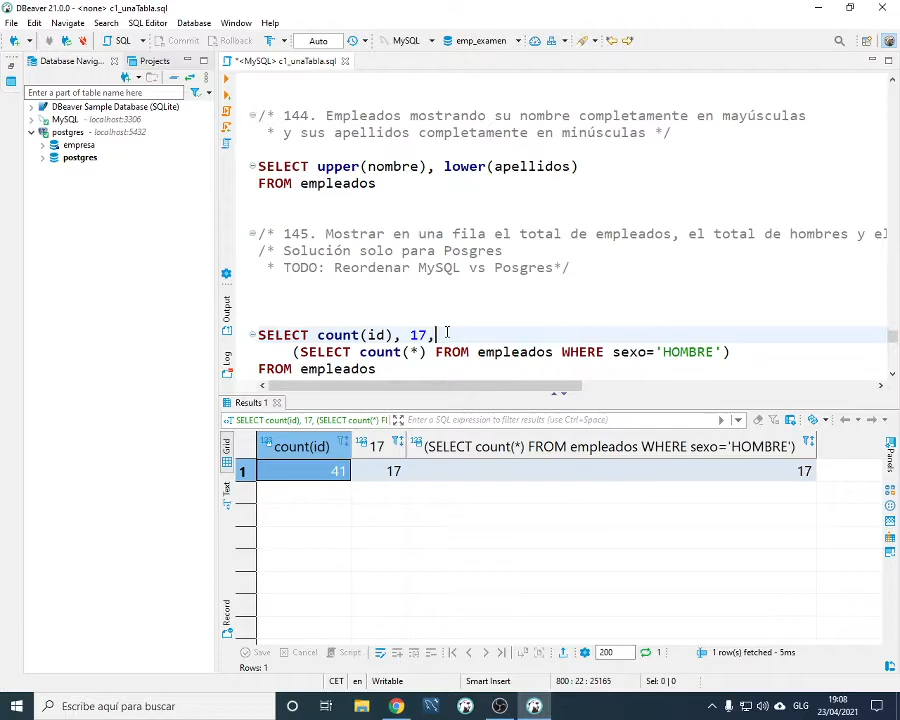 DBeaver 21.0.0 - <none> c1_unaTabla.sql
File Edit Navigate Search SQL Editor Database Window Help
SQL Commit Rollback T Auto MySQL emp_examen
Database Navig... Projects
*<MySQL> c1_unaTabla.sql
Enter a part of table name here
DBeaver Sample Database (SQLite)
MySQL - localhost:3306
postgres - localhost:5432
empresa
postgres
/* 144. Empleados mostrando su nombre completamente en mayúsculas
* y sus apellidos completamente en minúsculas */
SELECT upper(nombre), lower(apellidos)
FROM empleados
/* 145. Mostrar en una fila el total de empleados, el total de hombres y el
/* Solución solo para Posgres
* TODO: Reordenar MySQL vs Posgres*/
SELECT count(id), 17,
(SELECT count(*) FROM empleados WHERE sexo='HOMBRE')
FROM empleados
Output
Log
Results 1
SELECT count(id), 17, (SELECT count(*) FI
Enter a SQL expression to filter results (use Ctrl+Space)
Grid
Text
Record
Panels
count(id) 17 (SELECT count(*) FROM empleados WHERE sexo='HOMBRE')
1 41 17 17
Save Cancel Script 200 1 1 row(s) fetched - 5ms
Rows: 1
CET en Writable Smart Insert 800 : 22 : 25165 Sel: 0 | 0
Escribe aquí para buscar
GLG
19:08
23/04/2021